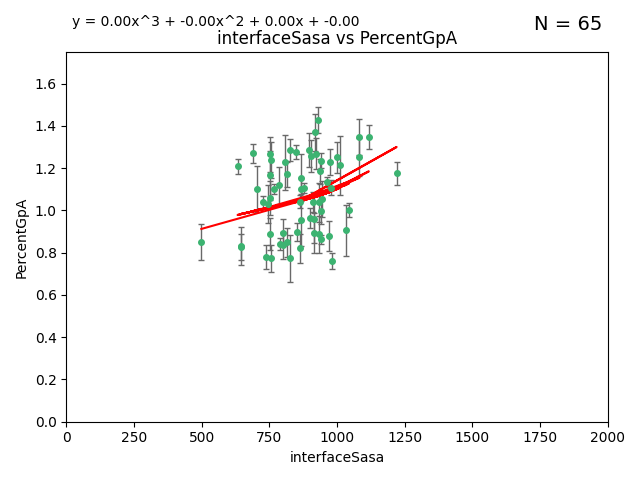 y = 0.00x^3 + -0.00x^2 + 0.00x + -0.00
N = 65
interfaceSasa vs PercentGpA
PercentGpA
1.6
1.4
1.2
1.0
0.8
0.6
0.4
0.2
0.0
0 250 500 750 1000 1250 1500 1750 2000
interfaceSasa